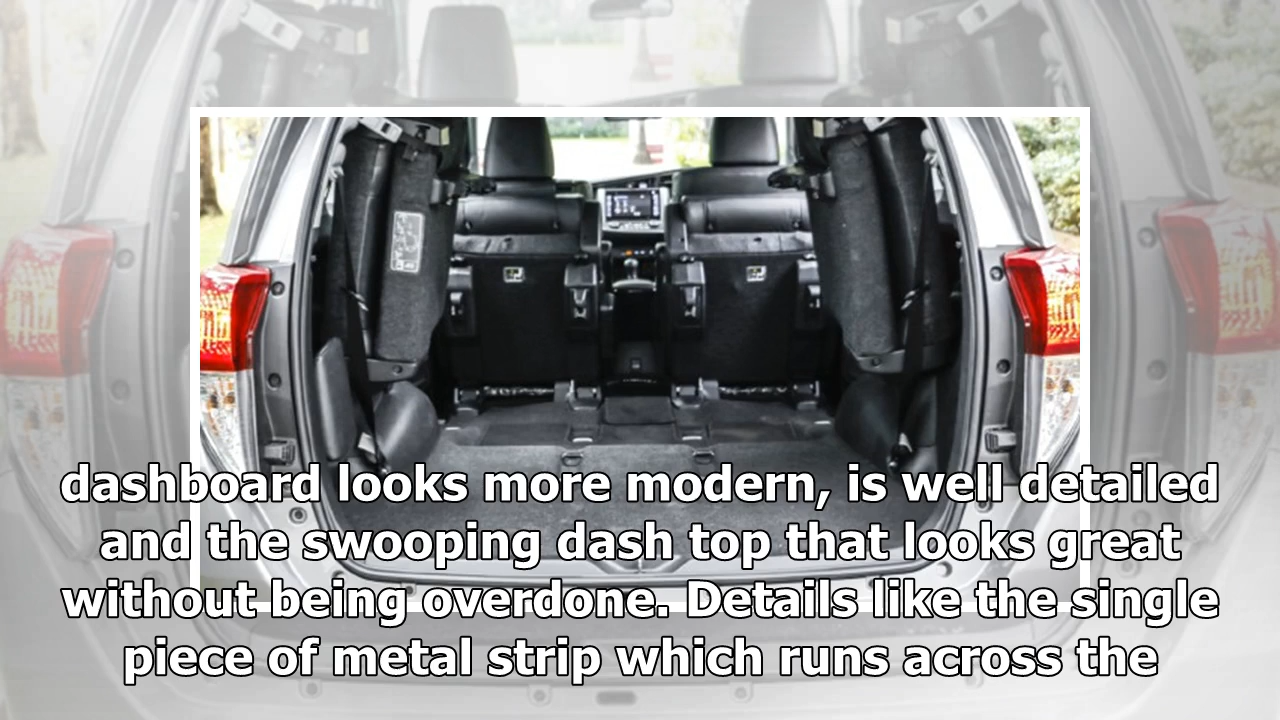 dashboard looks more modern, is well detailed
and the swooping dash top that looks great
without being overdone. Details like the single
piece of metal strip which runs across the